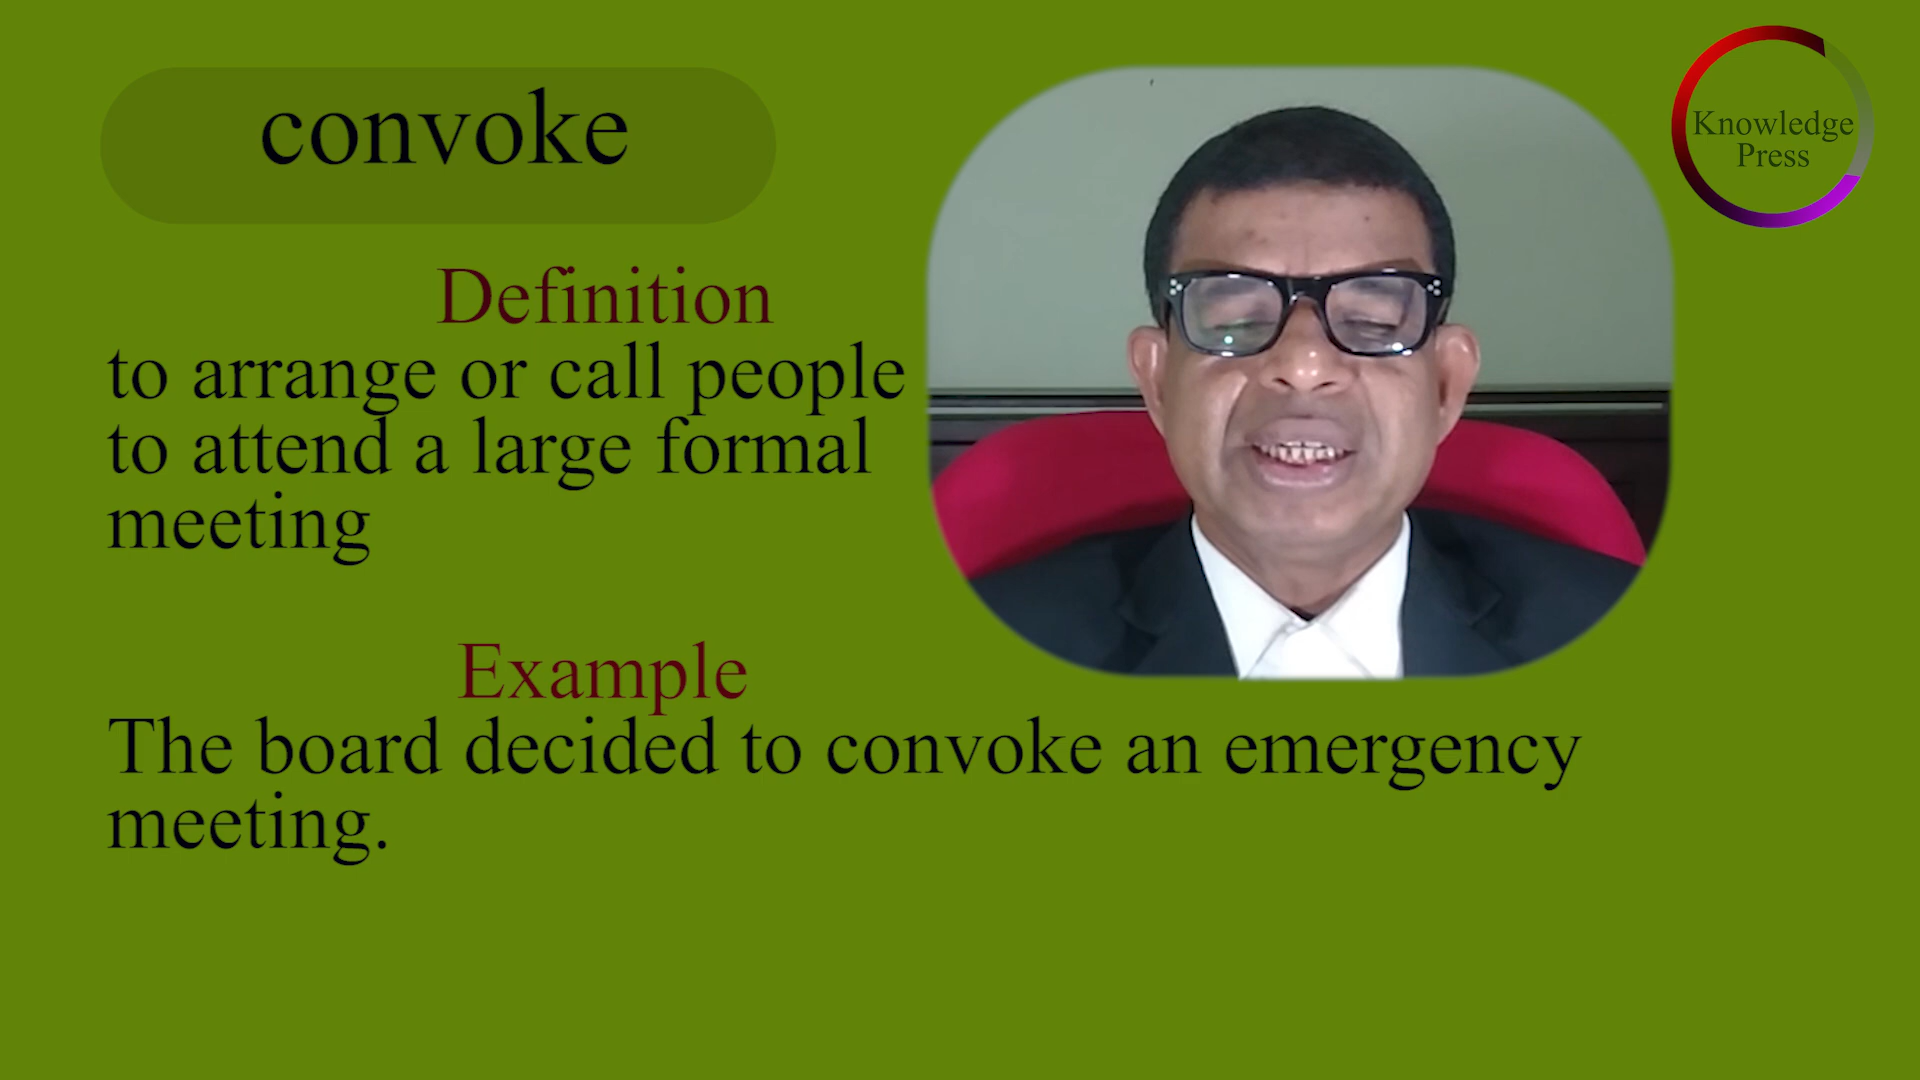 convoke
Knowledge
Press
Definition
to arrange or call people
to attend a large formal
meeting
Example
The board decided to convoke an emergency
meeting.